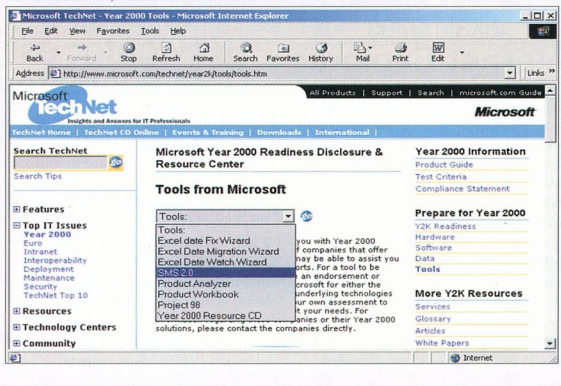 Microsoft TechNet - Year 2000 Tools - Microsoft Internet Explorer
File Edit View Favorites Tools Help
Back Forward Stop Refresh Home Search Favorites History Mail Print Edit
Address http://www.microsoft.com/technet/year2k/tools/tools.htm Links »
All Products | Support | Search | microsoft.com Guide
Microsoft
TechNet
Insights and Answers for IT Professionals
Microsoft
TechNet Home | TechNet CD Online | Events & Training | Downloads | International |
Search TechNet
go
Search Tips
Features
Top IT Issues
Year 2000
Euro
Intranet
Interoperability
Deployment
Maintenance
Security
TechNet Top 10
Resources
Technology Centers
Community
Microsoft Year 2000 Readiness Disclosure &
Resource Center
Tools from Microsoft
Tools:
go
Tools:
Excel date Fix Wizard
Excel Date Migration Wizard
Excel Date Watch Wizard
SMS 2.0
Product Analyzer
Product Workbook
Project 98
Year 2000 Resource CD
you with Year 2000
f companies that offer
may be able to assist you
orts. For a tool to be
e an endorsement or
crosoft for either the
underlying technologies
our own assessment to
t your needs. For
anies or their Year 2000
solutions, please contact the companies directly.
Year 2000 Information
Product Guide
Test Criteria
Compliance Statement
Prepare for Year 2000
Y2K Readiness
Hardware
Software
Data
Tools
More Y2K Resources
Services
Glossary
Articles
White Papers
Internet